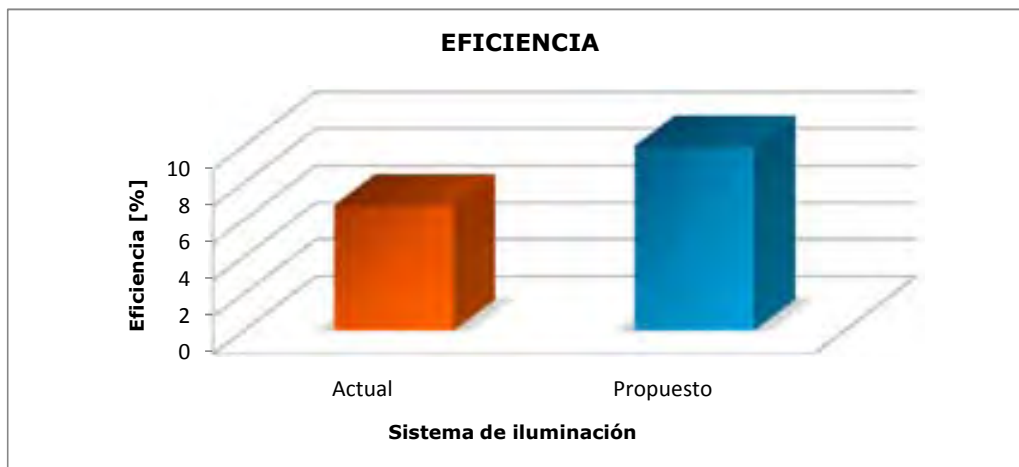 EFICIENCIA
Eficiencia [%]
10
8
6
4
2
0
Actual
Propuesto
Sistema de iluminación